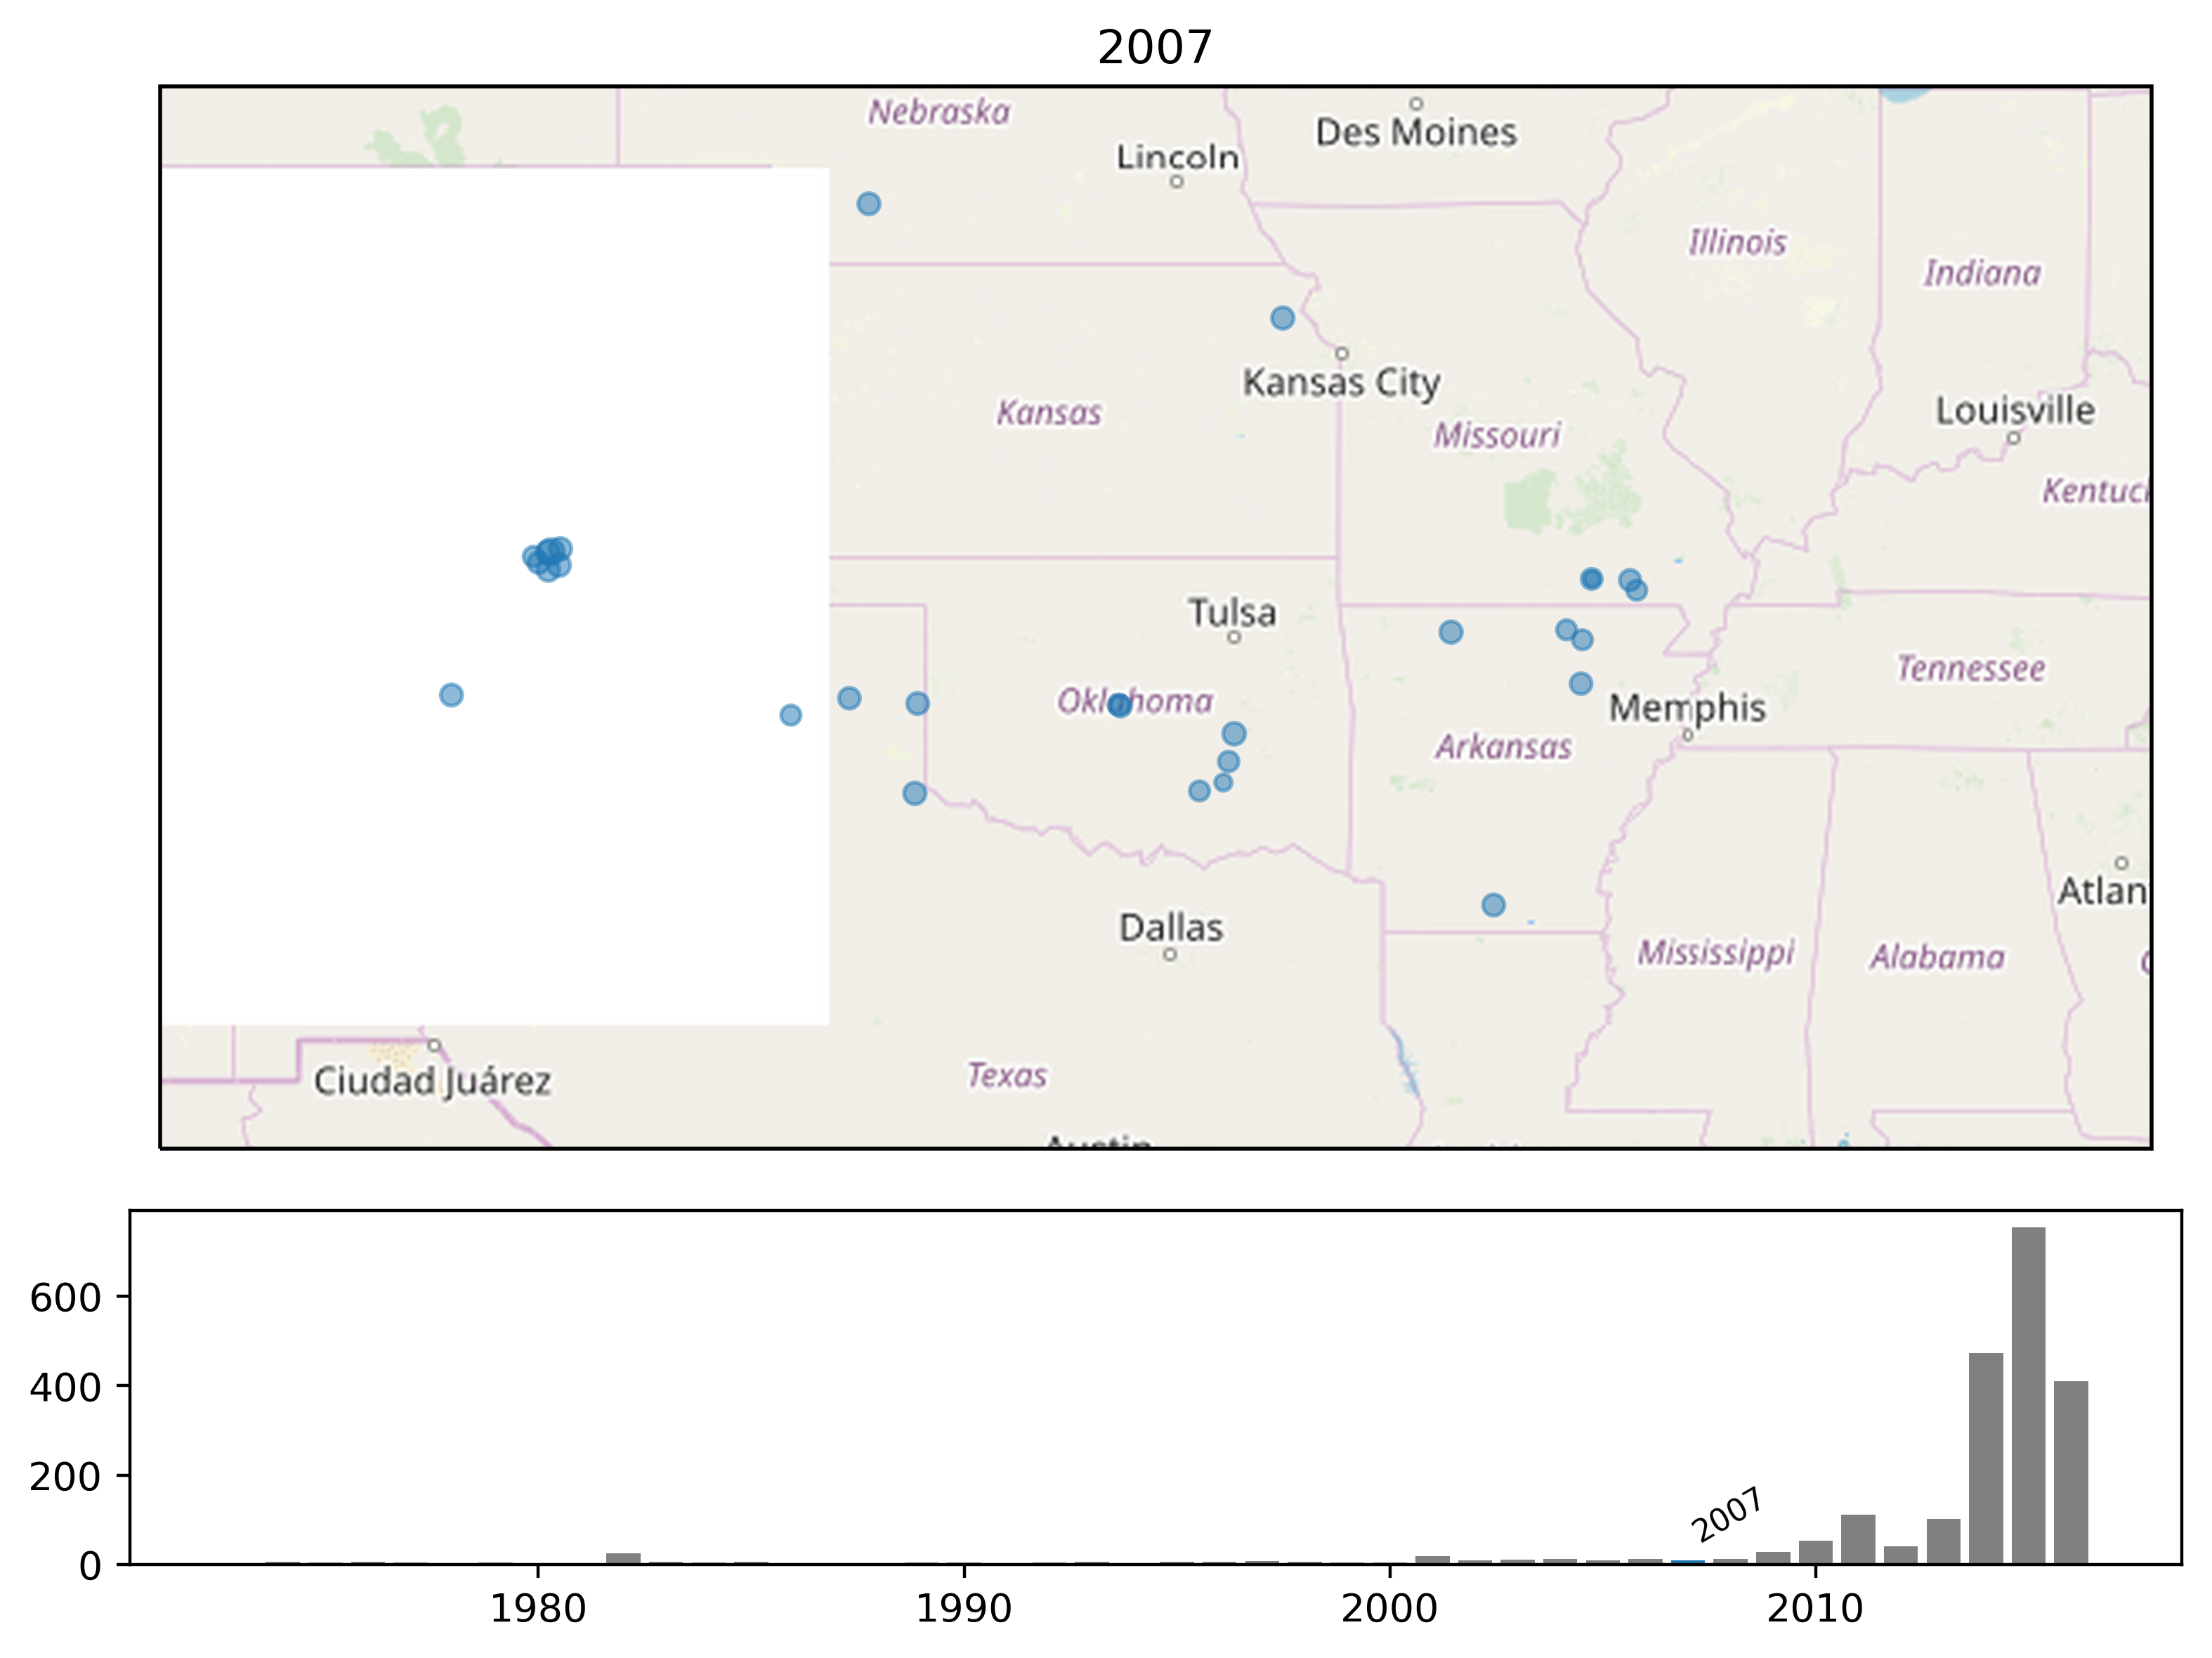 2007
Nebraska
Des Moines
Lincoln
Illinois
Indiana
Kansas City
Kansas
Missouri
Louisville
Kentuc
Tulsa
Oklahoma
Tennessee
Memphis
Arkansas
Dallas
Atlan
Mississippi
Alabama
Ciudad Juárez
Texas
Austin
600
400
200
0
2007
1980
1990
2000
2010